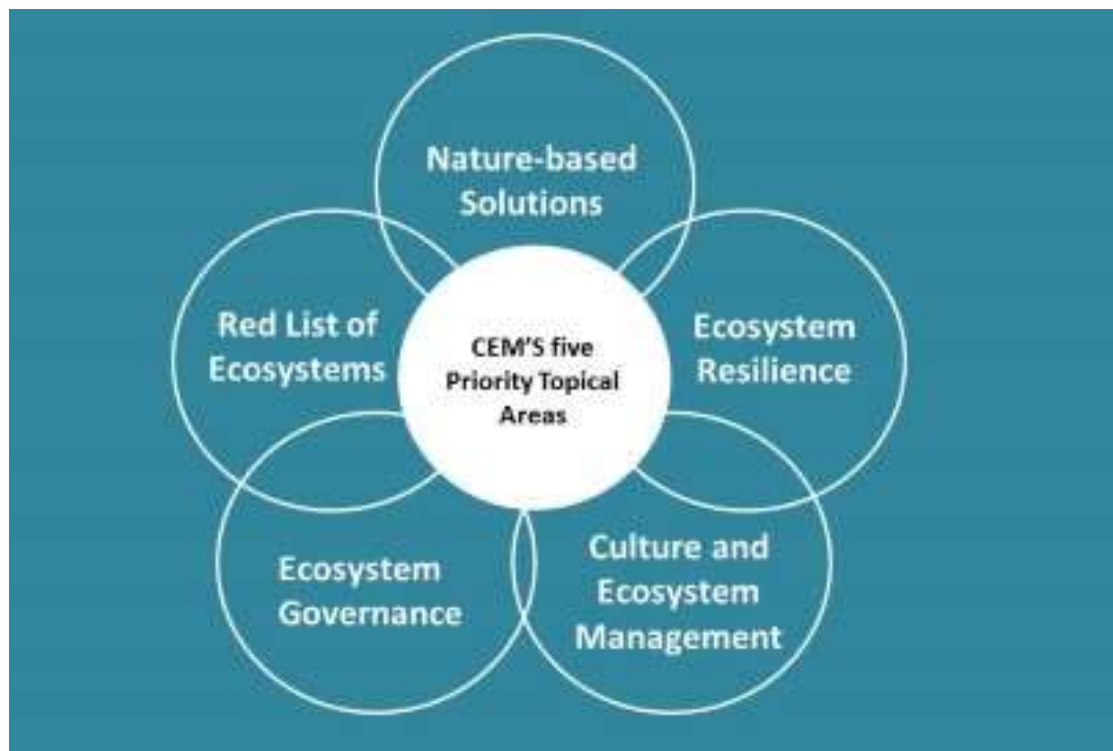 Nature-based
Solutions
Red List of
Ecosystems
CEM'S five
Priority Topical
Areas
Ecosystem
Resilience
Ecosystem
Governance
Culture and
Ecosystem
Management